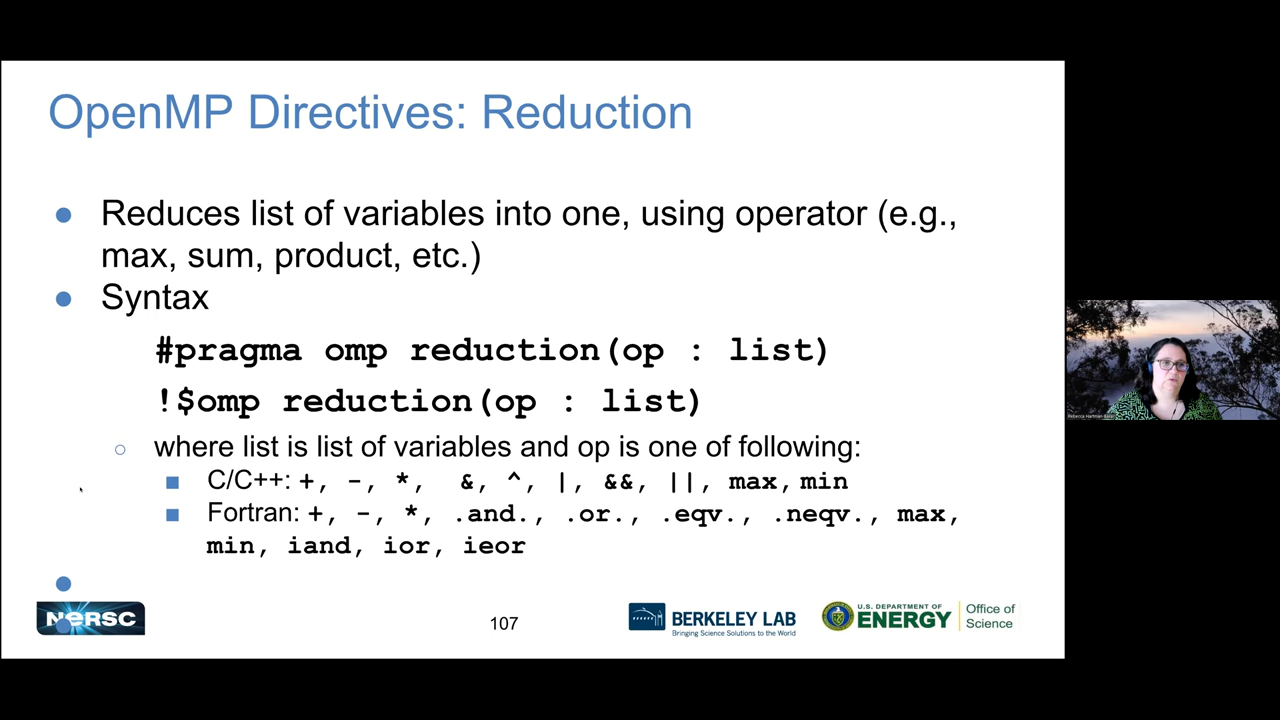 OpenMP Directives: Reduction
● Reduces list of variables into one, using operator (e.g.,
max, sum, product, etc.)
● Syntax
#pragma omp reduction(op : list)
!$omp reduction(op : list)
○ where list is list of variables and op is one of following:
■ C/C++: +, -, *, &, ^, |, &&, ||, max, min
■ Fortran: +, -, *, .and., .or., .eqv., .neqv., max,
min, iand, ior, ieor
●
NERSC
107
BERKELEY LAB
Bringing Science Solutions to the World
U.S. DEPARTMENT OF
ENERGY
Office of
Science
Rebecca Hartman-Baker